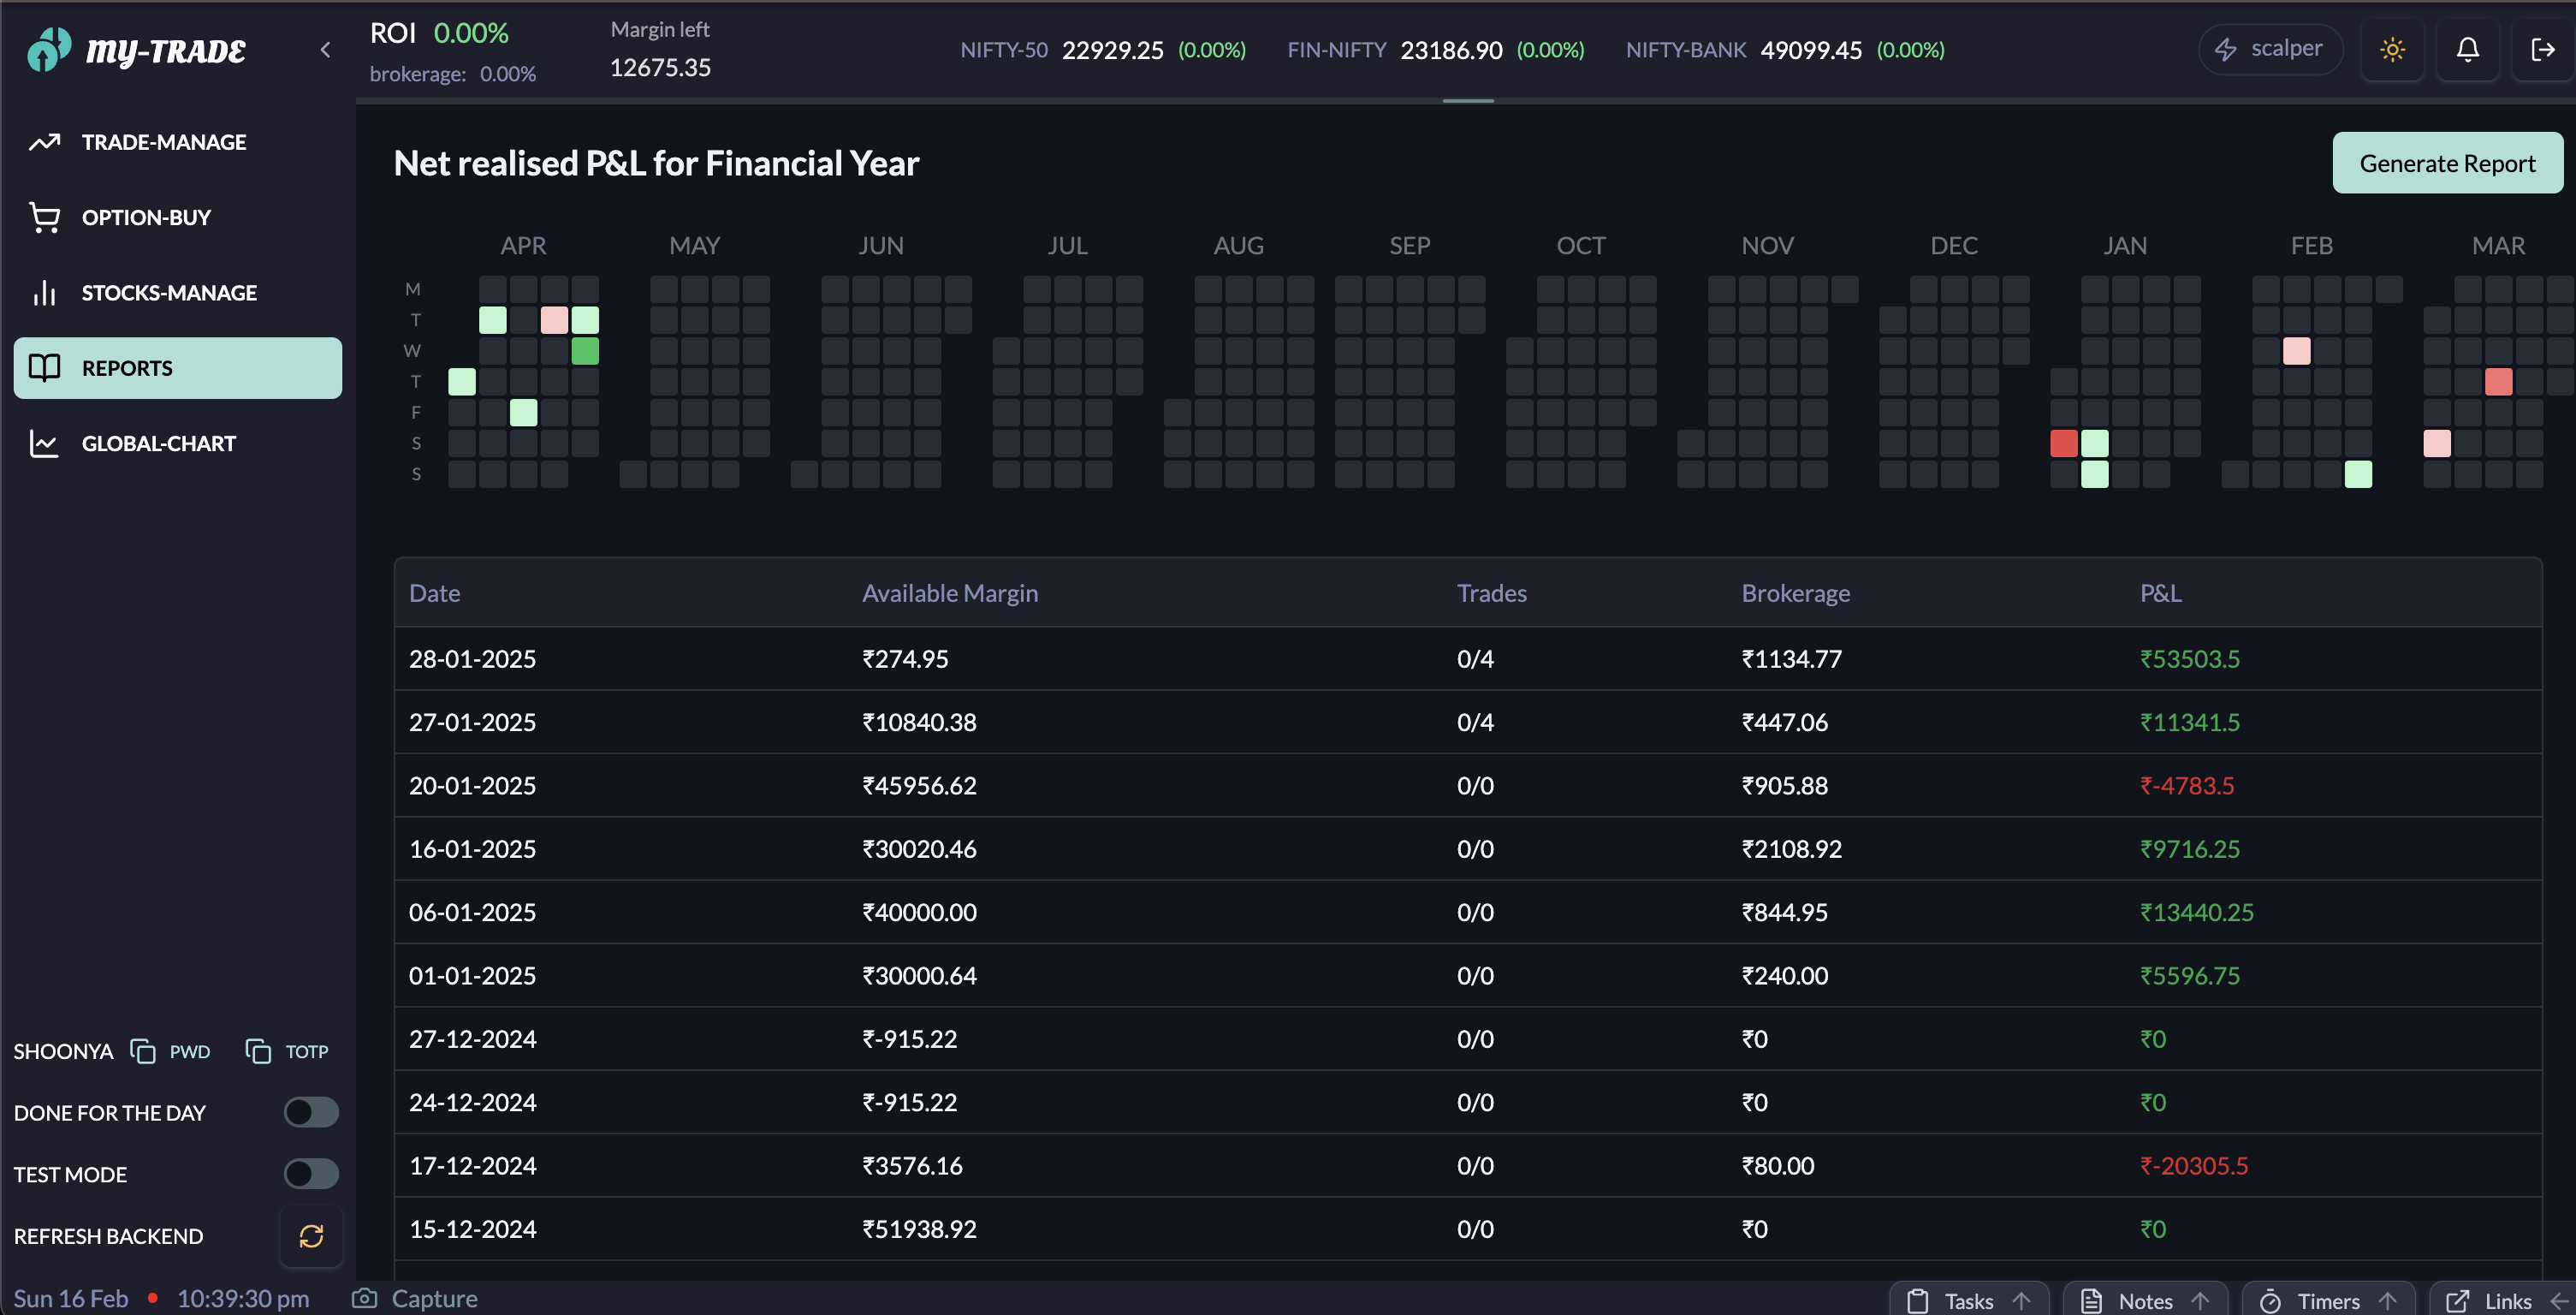 my-TRADE
ROI 0.00%
brokerage: 0.00%
Margin left
12675.35
NIFTY-50 22929.25 (0.00%) FIN-NIFTY 23186.90 (0.00%) NIFTY-BANK 49099.45 (0.00%)
scalper
TRADE-MANAGE
OPTION-BUY
STOCKS-MANAGE
REPORTS
GLOBAL-CHART
SHOONYA PWD TOTP
DONE FOR THE DAY
TEST MODE
REFRESH BACKEND
Net realised P&L for Financial Year
Generate Report
APR MAY JUN JUL AUG SEP OCT NOV DEC JAN FEB MAR
M
T
W
T
F
S
S
Date Available Margin Trades Brokerage P&L
28-01-2025 ₹274.95 0/4 ₹1134.77 ₹53503.5
27-01-2025 ₹10840.38 0/4 ₹447.06 ₹11341.5
20-01-2025 ₹45956.62 0/0 ₹905.88 ₹-4783.5
16-01-2025 ₹30020.46 0/0 ₹2108.92 ₹9716.25
06-01-2025 ₹40000.00 0/0 ₹844.95 ₹13440.25
01-01-2025 ₹30000.64 0/0 ₹240.00 ₹5596.75
27-12-2024 ₹-915.22 0/0 ₹0 ₹0
24-12-2024 ₹-915.22 0/0 ₹0 ₹0
17-12-2024 ₹3576.16 0/0 ₹80.00 ₹-20305.5
15-12-2024 ₹51938.92 0/0 ₹0 ₹0
Sun 16 Feb 10:39:30 pm Capture
Tasks Notes Timers Links